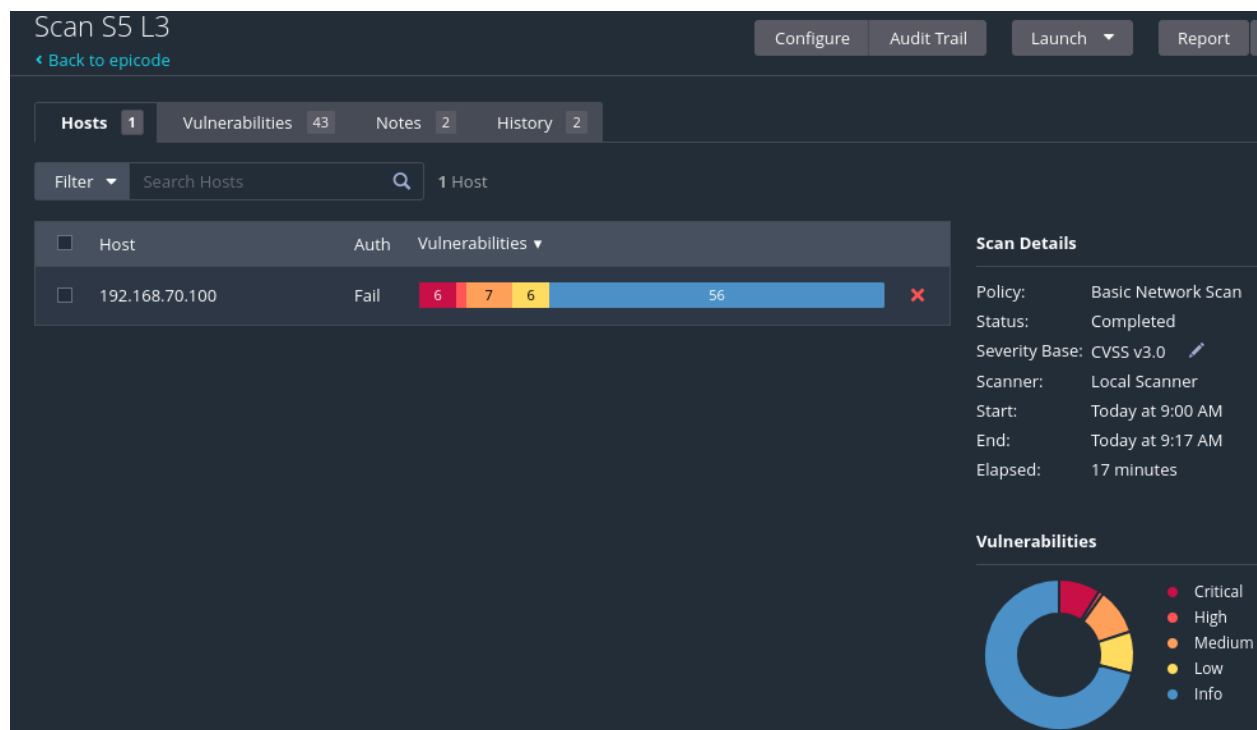 Scan S5 L3
Back to epicode
Configure Audit Trail Launch Report
Hosts 1 Vulnerabilities 43 Notes 2 History 2
Filter Search Hosts 1 Host
Host Auth Vulnerabilities
192.168.70.100 Fail 6 7 6 56
Scan Details
Policy: Basic Network Scan
Status: Completed
Severity Base: CVSS v3.0
Scanner: Local Scanner
Start: Today at 9:00 AM
End: Today at 9:17 AM
Elapsed: 17 minutes
Vulnerabilities
Critical
High
Medium
Low
Info